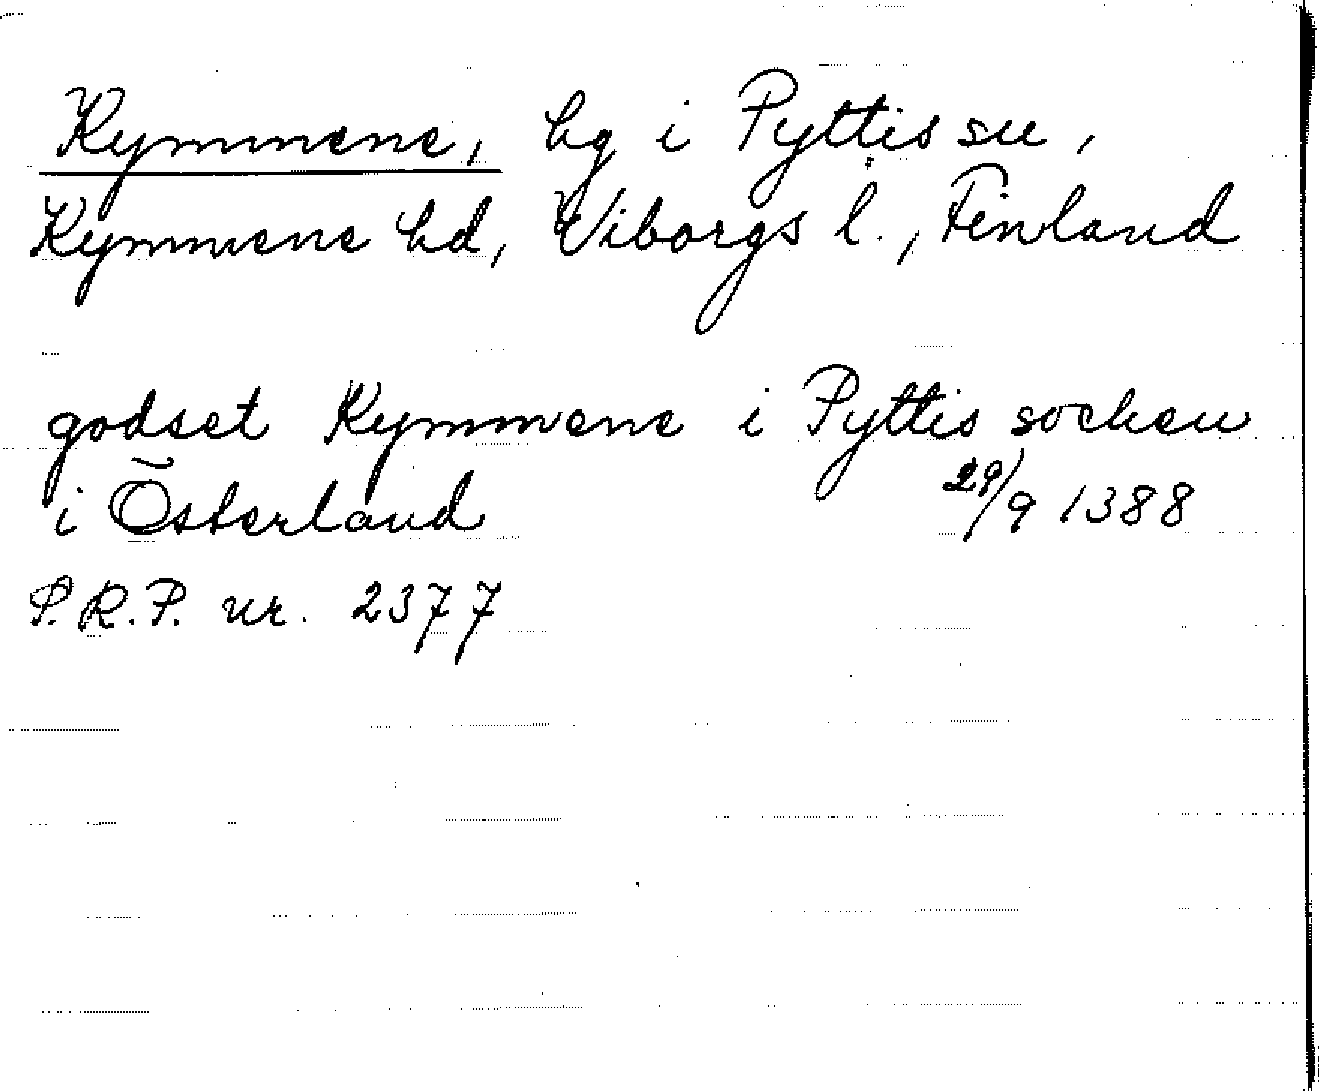 Kymmene, by i Pyttis sn,
Kymmene hd, Viborgs l., Finland
godset Kymmene i Pyttis socken
i Österland 29/9 1388
S.R.P. nr. 2377